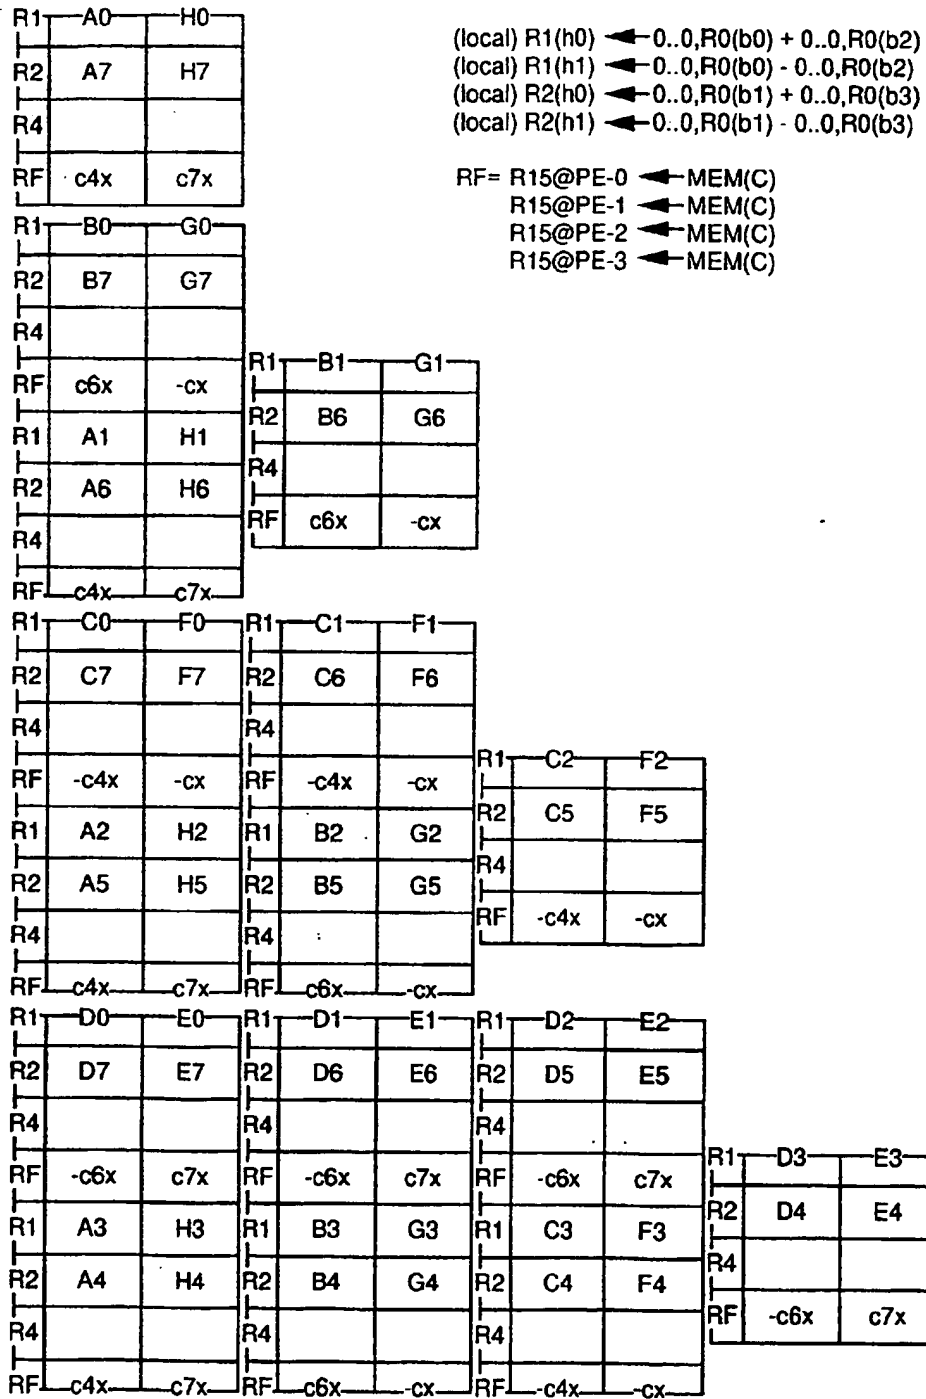 (local) R1(h0) ← 0..0,R0(b0) + 0..0,R0(b2)
(local) R1(h1) ← 0..0,R0(b0) - 0..0,R0(b2)
(local) R2(h0) ← 0..0,R0(b1) + 0..0,R0(b3)
(local) R2(h1) ← 0..0,R0(b1) - 0..0,R0(b3)
RF= R15@PE-0 ← MEM(C)
R15@PE-1 ← MEM(C)
R15@PE-2 ← MEM(C)
R15@PE-3 ← MEM(C)
R1 A0 H0
R2 A7 H7
R4
RF c4x c7x
R1 B0 G0
R2 B7 G7
R4
RF c6x -cx
R1 A1 H1
R2 A6 H6
R4
RF c4x c7x
R1 B1 G1
R2 B6 G6
R4
RF c6x -cx
R1 C0 F0
R2 C7 F7
R4
RF -c4x -cx
R1 A2 H2
R2 A5 H5
R4
RF c4x c7x
R1 C1 F1
R2 C6 F6
R4
RF -c4x -cx
R1 B2 G2
R2 B5 G5
R4
RF c6x -cx
R1 C2 F2
R2 C5 F5
R4
RF -c4x -cx
R1 D0 E0
R2 D7 E7
R4
RF -c6x c7x
R1 A3 H3
R2 A4 H4
R4
RF c4x c7x
R1 D1 E1
R2 D6 E6
R4
RF -c6x c7x
R1 B3 G3
R2 B4 G4
R4
RF c6x -cx
R1 D2 E2
R2 D5 E5
R4
RF -c6x c7x
R1 C3 F3
R2 C4 F4
R4
RF -c4x -cx
R1 D3 E3
R2 D4 E4
R4
RF -c6x c7x